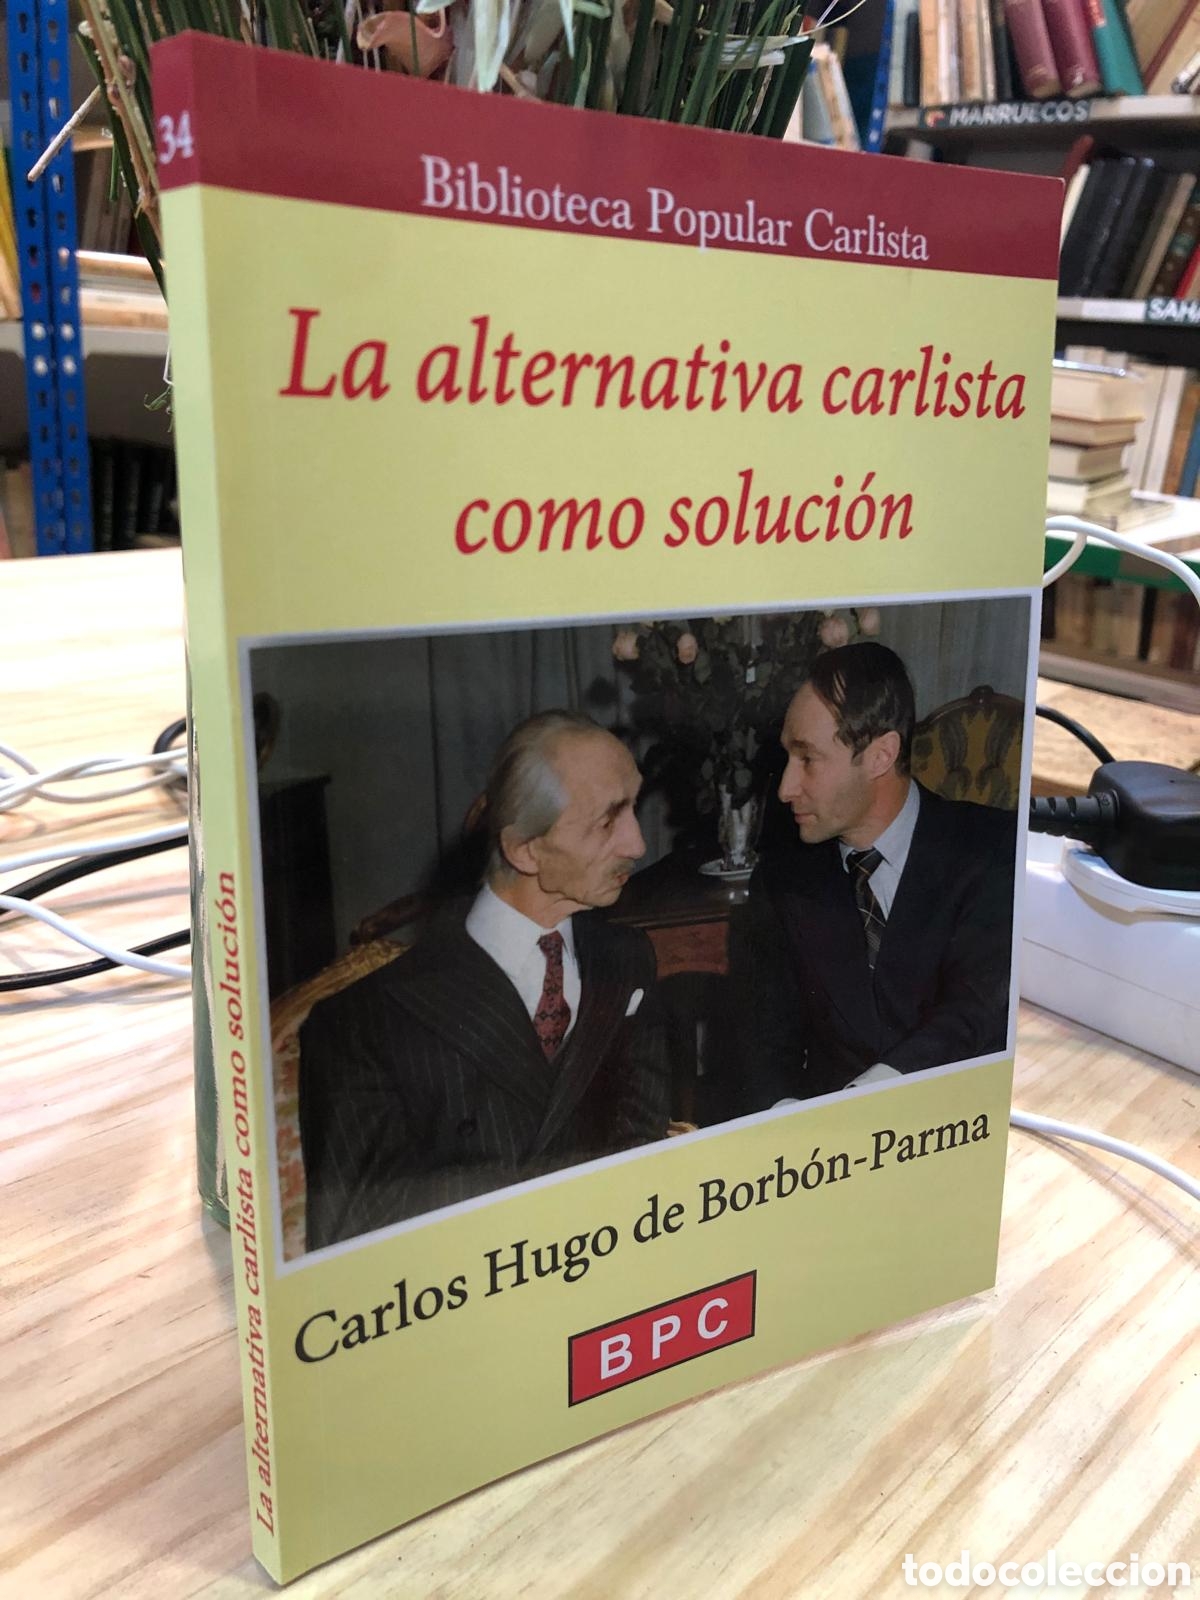 MARRUECOS
34
Biblioteca Popular Carlista
SAHA
La alternativa carlista
como solución
La alternativa carlista como solución
Carlos Hugo de Borbón-Parma
BPC
todocoleccion